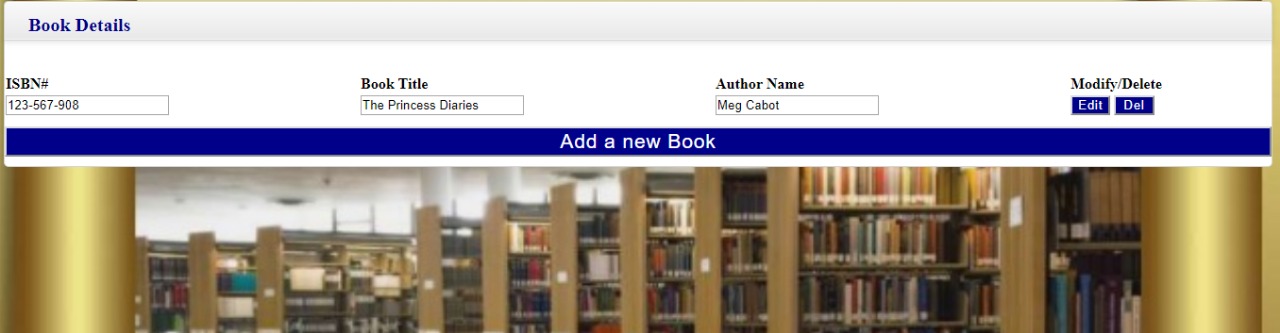 Book Details
ISBN# Book Title Author Name Modify/Delete
123-567-908 The Princess Diaries Meg Cabot Edit Del
Add a new Book